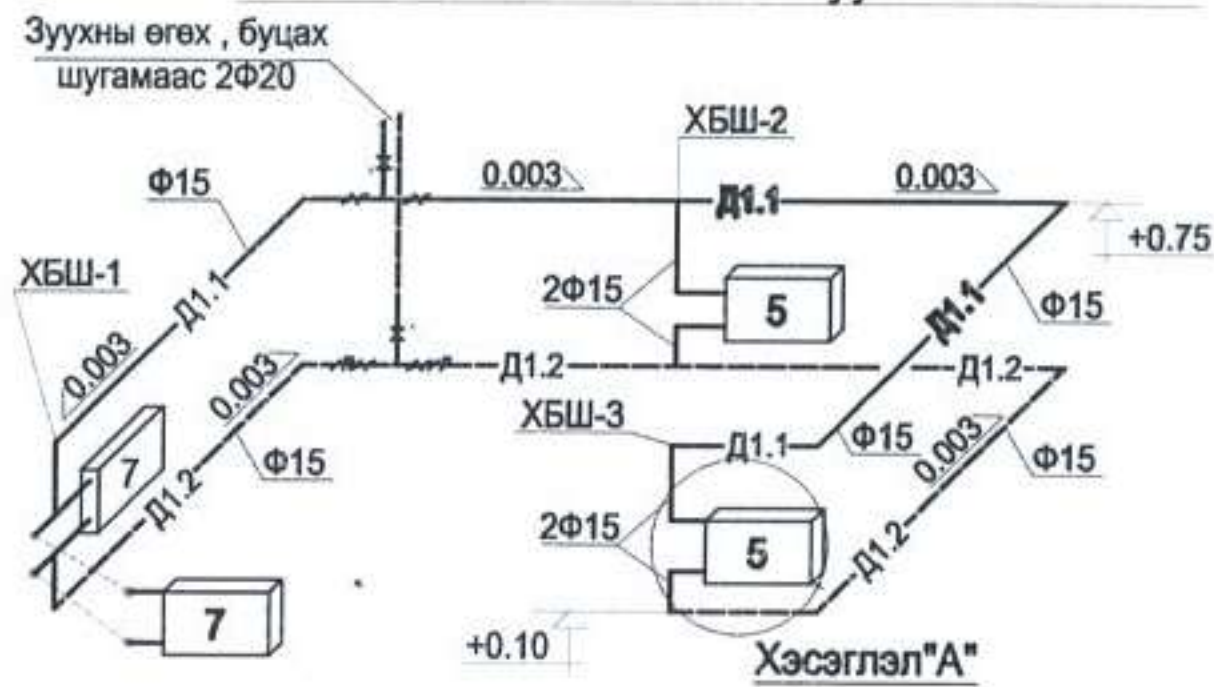 Зуухны өгөх , буцах
шугамаас 2Ф20
ХБШ-2
0.003
0.003
Ф15
Д1.1
+0.75
ХБШ-1
Д1.1
2Ф15
5
Д1.1
Ф15
0.003
0.003
Д1.2
Д1.2
ХБШ-3
Д1.1
Ф15
0.003
Ф15
7
Ф15
Д1.2
2Ф15
5
Д1.2
7
+0.10
Хэсэглэл"А"